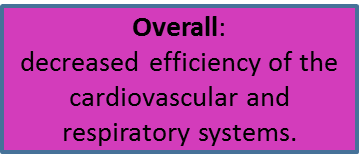 Overall:
decreased efficiency of the
cardiovascular and
respiratory systems.